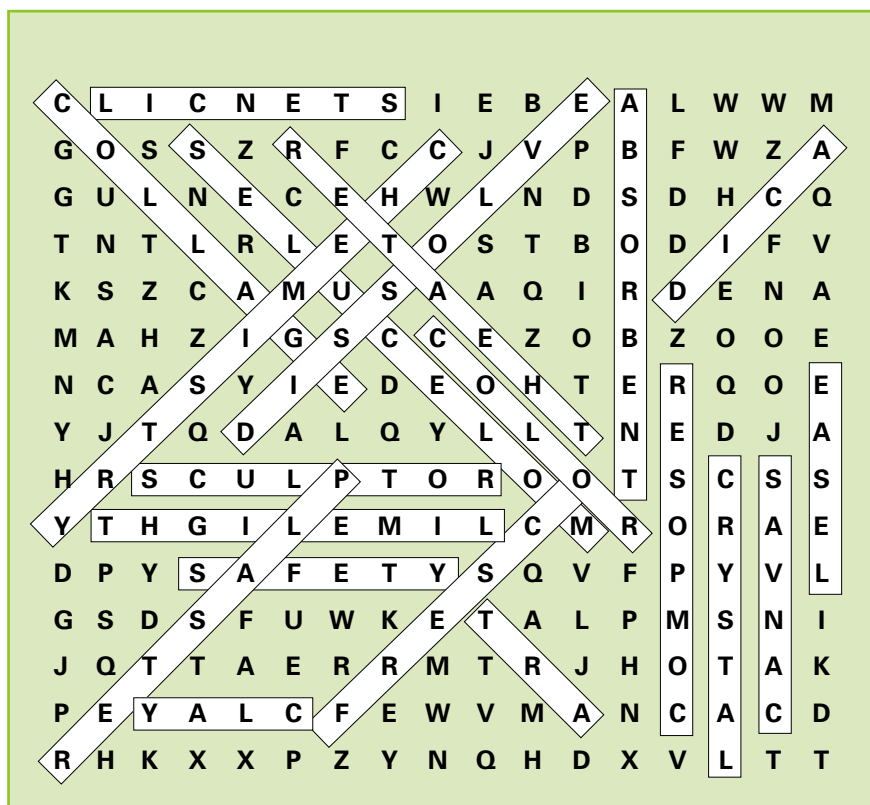 C L I C N E T S I E B E A L W W M
G O S S Z R F C C J V P B F W Z A
G U L N E C E H W L N D S D H C Q
T N T L R L E T O S T B O D I F V
K S Z C A M U S A A Q I R D E N A
M A H Z I G S C C E Z O B Z O O E
N C A S Y I E D E O H T E R Q O E
Y J T Q D A L Q Y L L T N E D J A
H R S C U L P T O R O O T S C S S
Y T H G I L E M I L C M R O R A E
D P Y S A F E T Y S Q V F P Y V L
G S D S F U W K E T A L P M S N I
J Q T T A E R R M T R J H O T A K
P E Y A L C F E W V M A N C A C D
R H K X X P Z Y N Q H D X V L T T